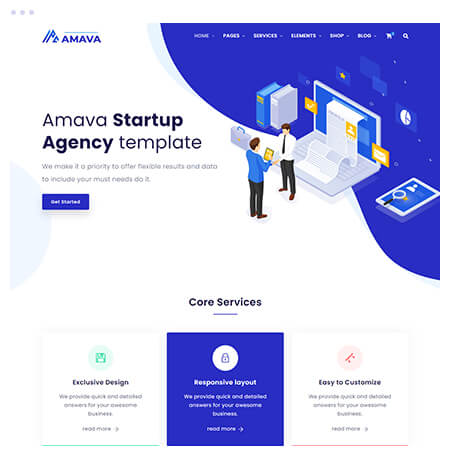 AMAVA
HOME PAGES SERVICES ELEMENTS SHOP BLOG
Amava Startup
Agency template
We make it a priority to offer flexible results and data
to include your must needs do it.
Get Started
Core Services
Exclusive Design
We provide quick and detailed
answers for your awesome
business.
read more
Responsive layout
We provide quick and detailed
answers for your awesome
business.
read more
Easy to Customize
We provide quick and detailed
answers for your awesome
business.
read more